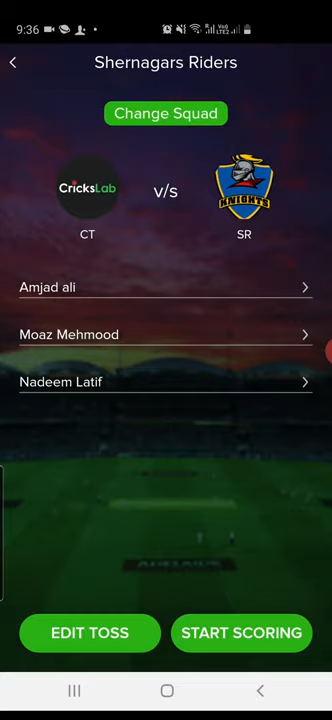 9:36
Shernagars Riders
Change Squad
CricksLab
v/s
KNIGHTS
CT
SR
Amjad ali
Moaz Mehmood
Nadeem Latif
ADELAIDE
EDIT TOSS
START SCORING